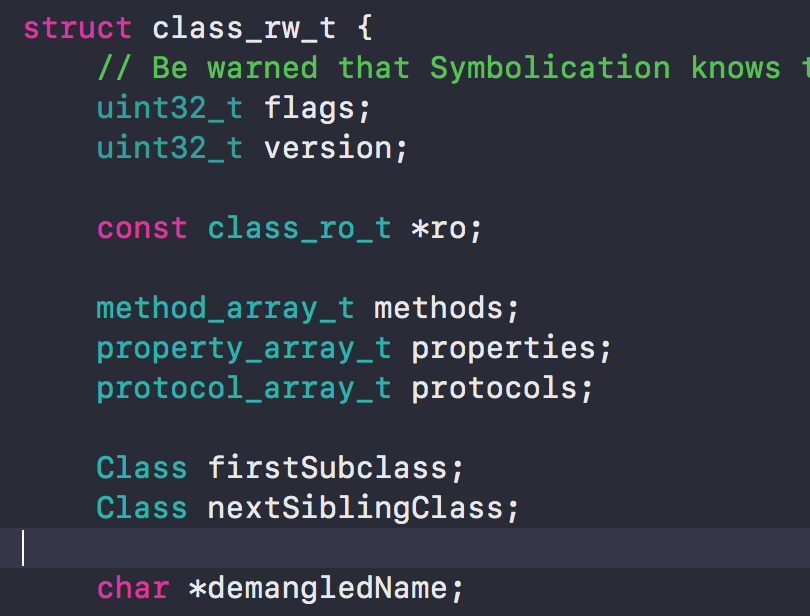 struct class_rw_t {
// Be warned that Symbolication knows
uint32_t flags;
uint32_t version;
const class_ro_t *ro;
method_array_t methods;
property_array_t properties;
protocol_array_t protocols;
Class firstSubclass;
Class nextSiblingClass;
char *demangledName;